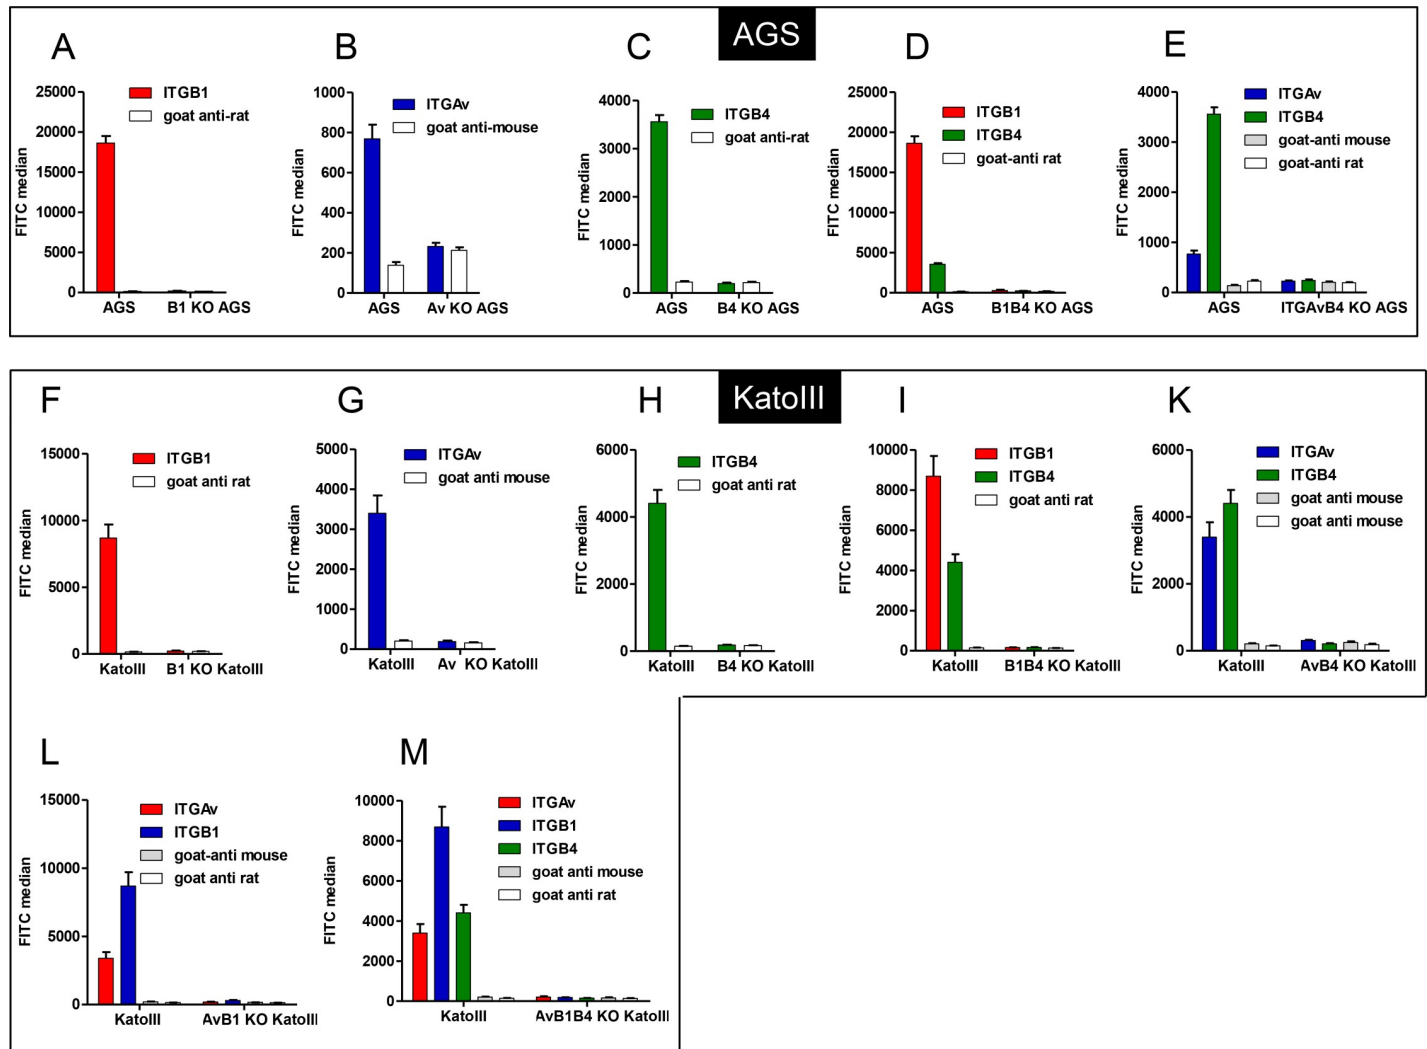 AGS
A
ITGB1
goat anti-rat
25000
20000
15000
10000
5000
0
FITC median
AGS
B1 KO AGS
B
ITGAv
goat anti-mouse
1000
800
600
400
200
0
FITC median
AGS
Av KO AGS
C
ITGB4
goat anti-rat
4000
3000
2000
1000
0
FITC median
AGS
B4 KO AGS
D
ITGB1
ITGB4
goat-anti rat
25000
20000
15000
10000
5000
0
FITC median
AGS
B1B4 KO AGS
E
ITGAv
ITGB4
goat-anti mouse
goat-anti rat
4000
3000
2000
1000
0
FITC median
AGS
ITGAvB4 KO AGS
KatoIII
F
ITGB1
goat anti rat
15000
10000
5000
0
FITC median
KatoIII
B1 KO KatoIII
G
ITGAv
goat anti mouse
5000
4000
3000
2000
1000
0
FITC median
KatoIII
Av KO KatoIII
H
ITGB4
goat anti rat
6000
4000
2000
0
FITC median
KatoIII
B4 KO KatoIII
I
ITGB1
ITGB4
goat anti rat
10000
8000
6000
4000
2000
0
FITC median
KatoIII
B1B4 KO KatoIII
K
ITGAv
ITGB4
goat anti mouse
goat anti mouse
6000
4000
2000
0
FITC median
KatoIII
AvB4 KO KatoIII
L
ITGAv
ITGB1
goat-anti mouse
goat anti rat
15000
10000
5000
0
FITC median
KatoIII
AvB1 KO KatoIII
M
ITGAv
ITGB1
ITGB4
goat anti mouse
goat anti rat
10000
8000
6000
4000
2000
0
FITC median
KatoIII
AvB1B4 KO KatoIII